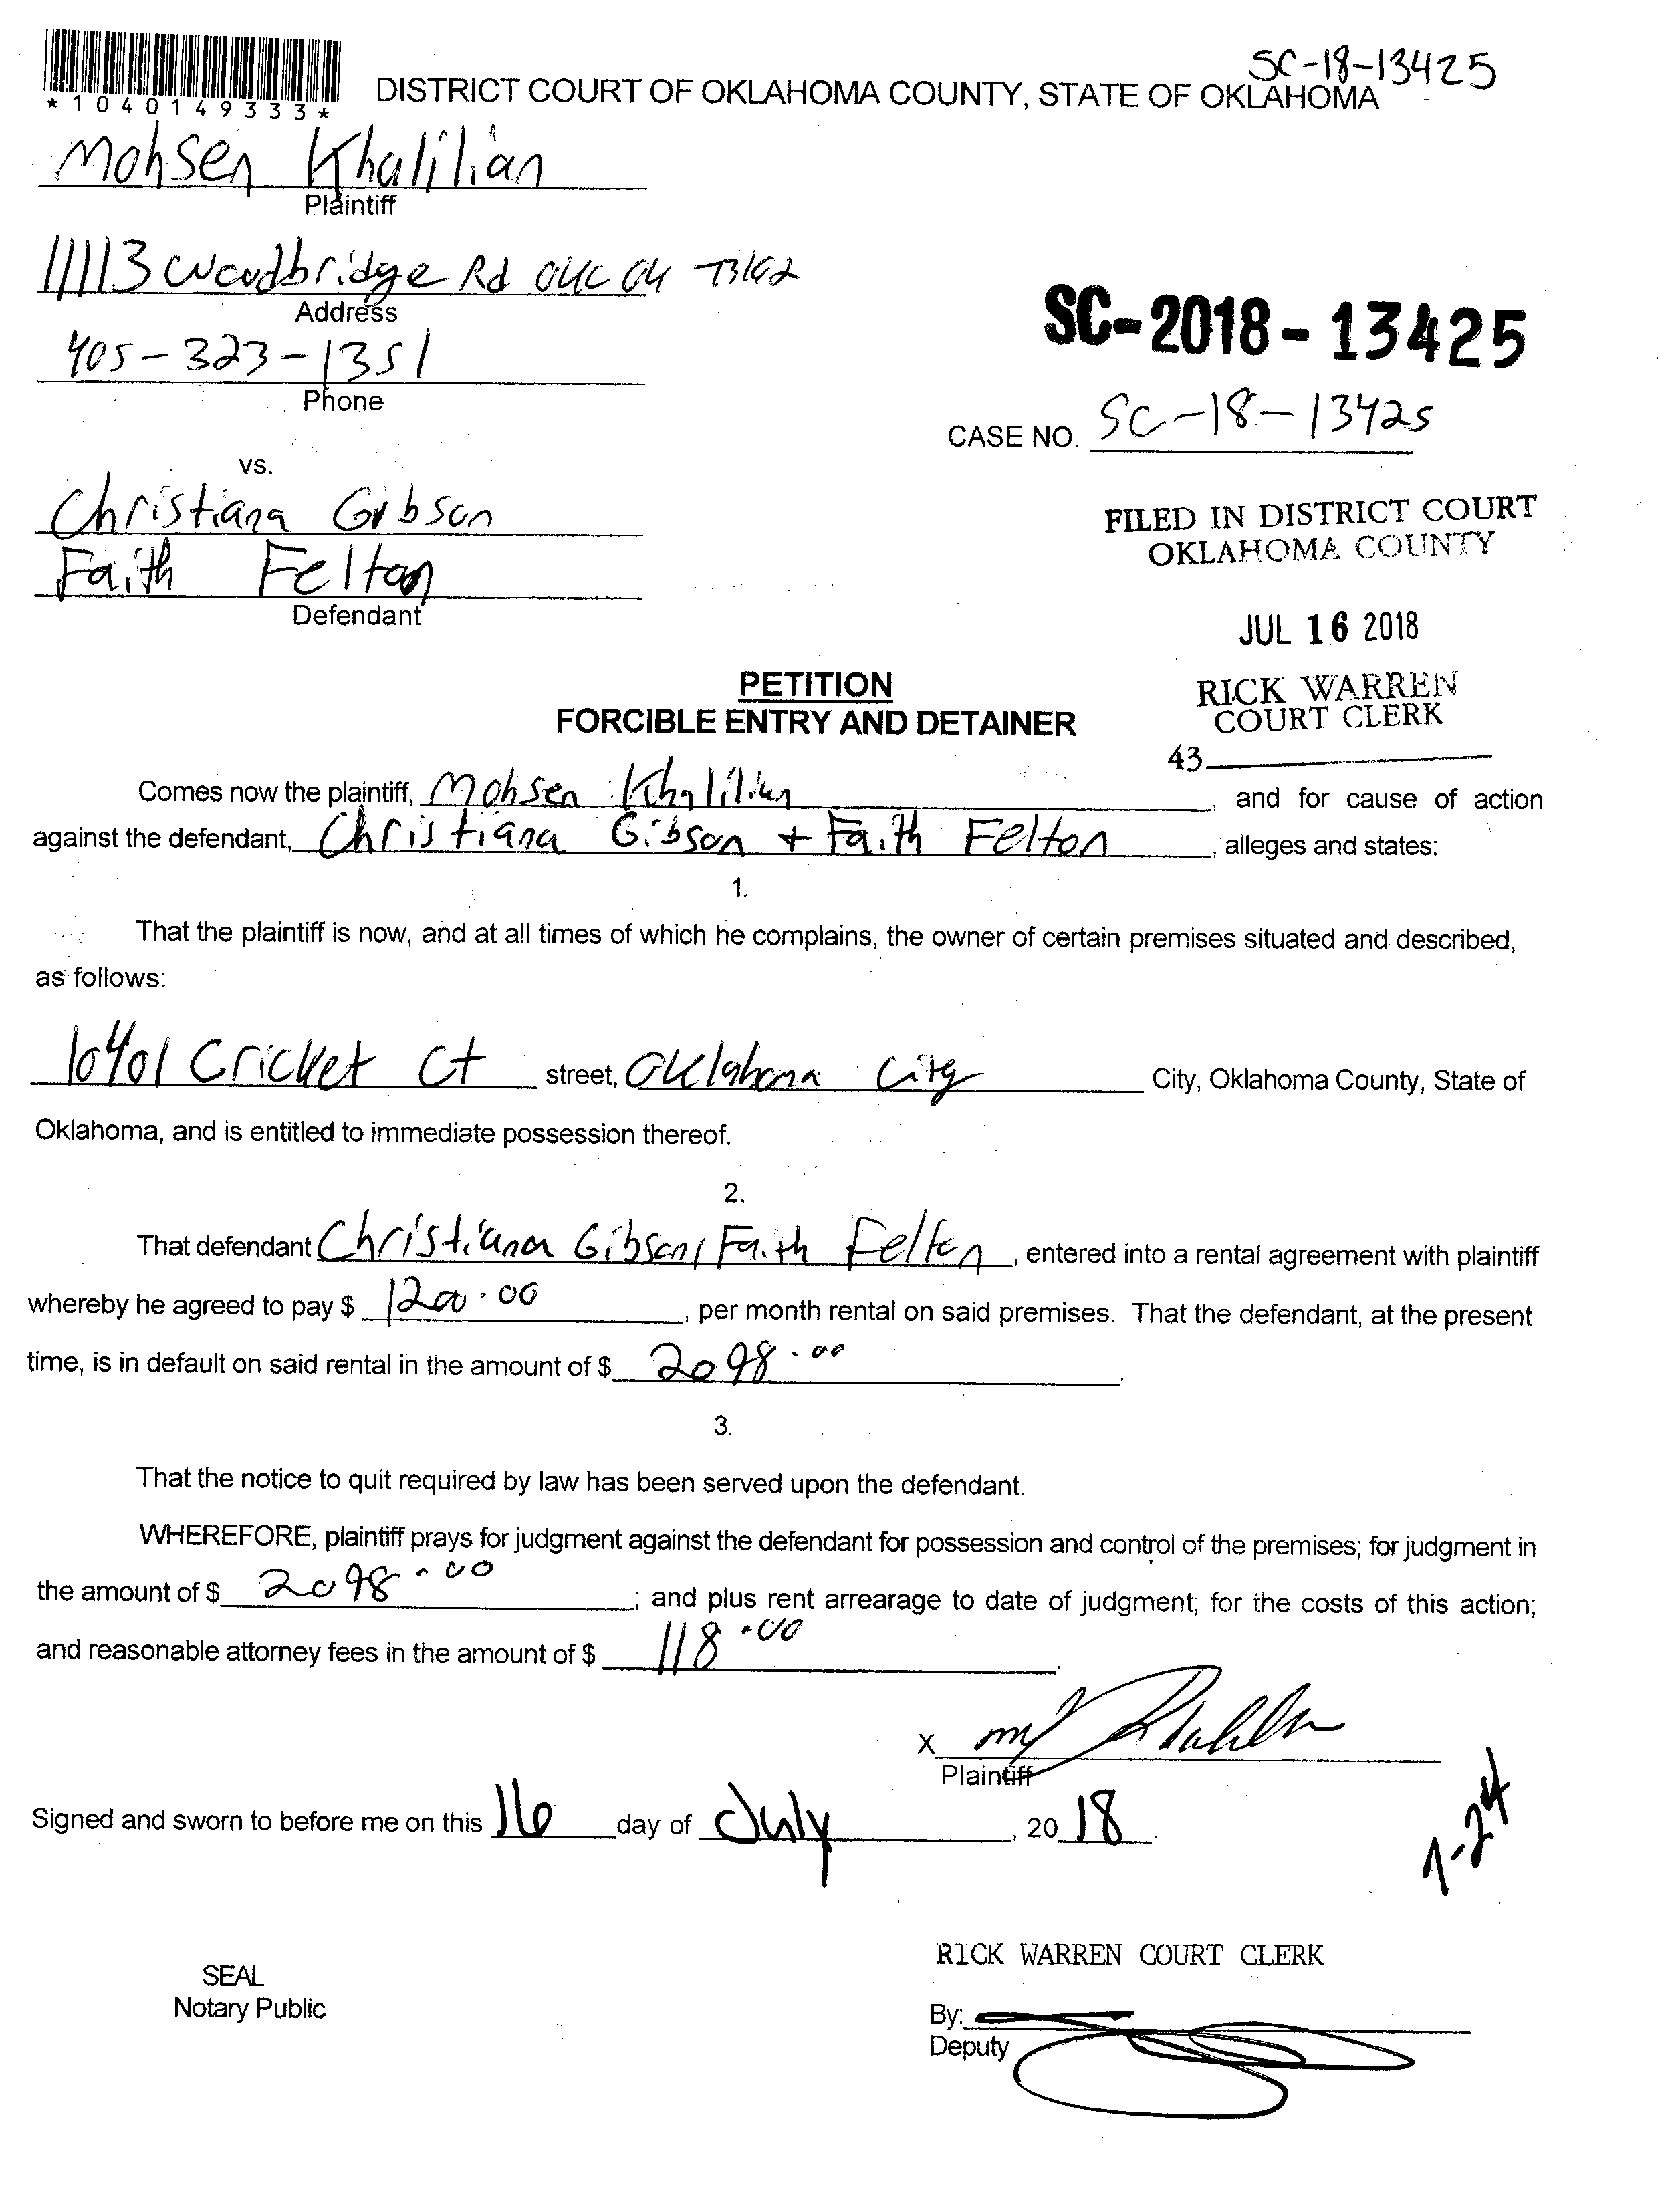 SC-18-13425
*1040149333*
DISTRICT COURT OF OKLAHOMA COUNTY, STATE OF OKLAHOMA
Mohsen Khalilian
Plaintiff
11113 Woodbridge Rd OKC OK 73162
Address
405-323-1351
Phone
SC-2018-13425
CASE NO. SC-18-13425
vs.
Christiana Gibson
Faith Felton
Defendant
FILED IN DISTRICT COURT
OKLAHOMA COUNTY
JUL 16 2018
RICK WARREN
COURT CLERK
43
PETITION
FORCIBLE ENTRY AND DETAINER
Comes now the plaintiff, Mohsen Khalilian, and for cause of action
against the defendant, Christiana Gibson + Faith Felton, alleges and states:
1.
That the plaintiff is now, and at all times of which he complains, the owner of certain premises situated and described,
as follows:
10401 Cricket Ct street, Oklahoma City City, Oklahoma County, State of
Oklahoma, and is entitled to immediate possession thereof.
2.
That defendant Christiana Gibson, Faith Felton, entered into a rental agreement with plaintiff
whereby he agreed to pay $ 1200.00, per month rental on said premises. That the defendant, at the present
time, is in default on said rental in the amount of $ 2098.00.
3.
That the notice to quit required by law has been served upon the defendant.
WHEREFORE, plaintiff prays for judgment against the defendant for possession and control of the premises; for judgment in
the amount of $ 2098.00; and plus rent arrearage to date of judgment; for the costs of this action;
and reasonable attorney fees in the amount of $ 118.00.
X
Plaintiff
Signed and sworn to before me on this 16 day of July, 2018.
7-24
RICK WARREN COURT CLERK
SEAL
Notary Public
By:
Deputy